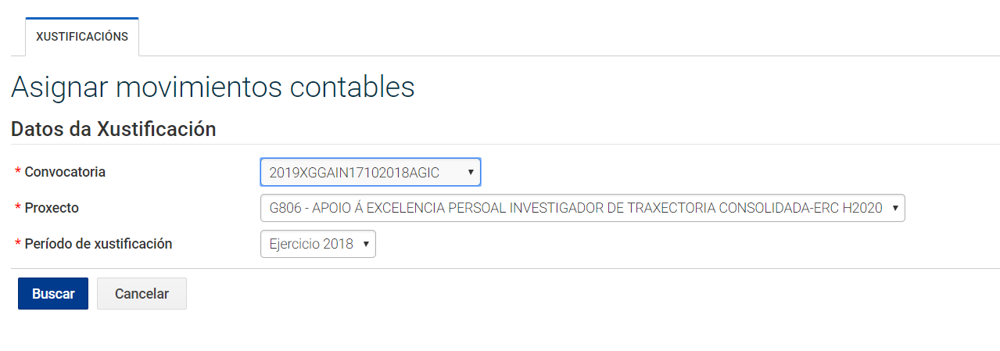 XUSTIFICACIÓNS
Asignar movimientos contables
Datos da Xustificación
* Convocatoria 2019XGGAIN17102018AGIC
* Proxecto G806 - APOIO Á EXCELENCIA PERSOAL INVESTIGADOR DE TRAXECTORIA CONSOLIDADA-ERC H2020
* Período de xustificación Ejercicio 2018
Buscar Cancelar